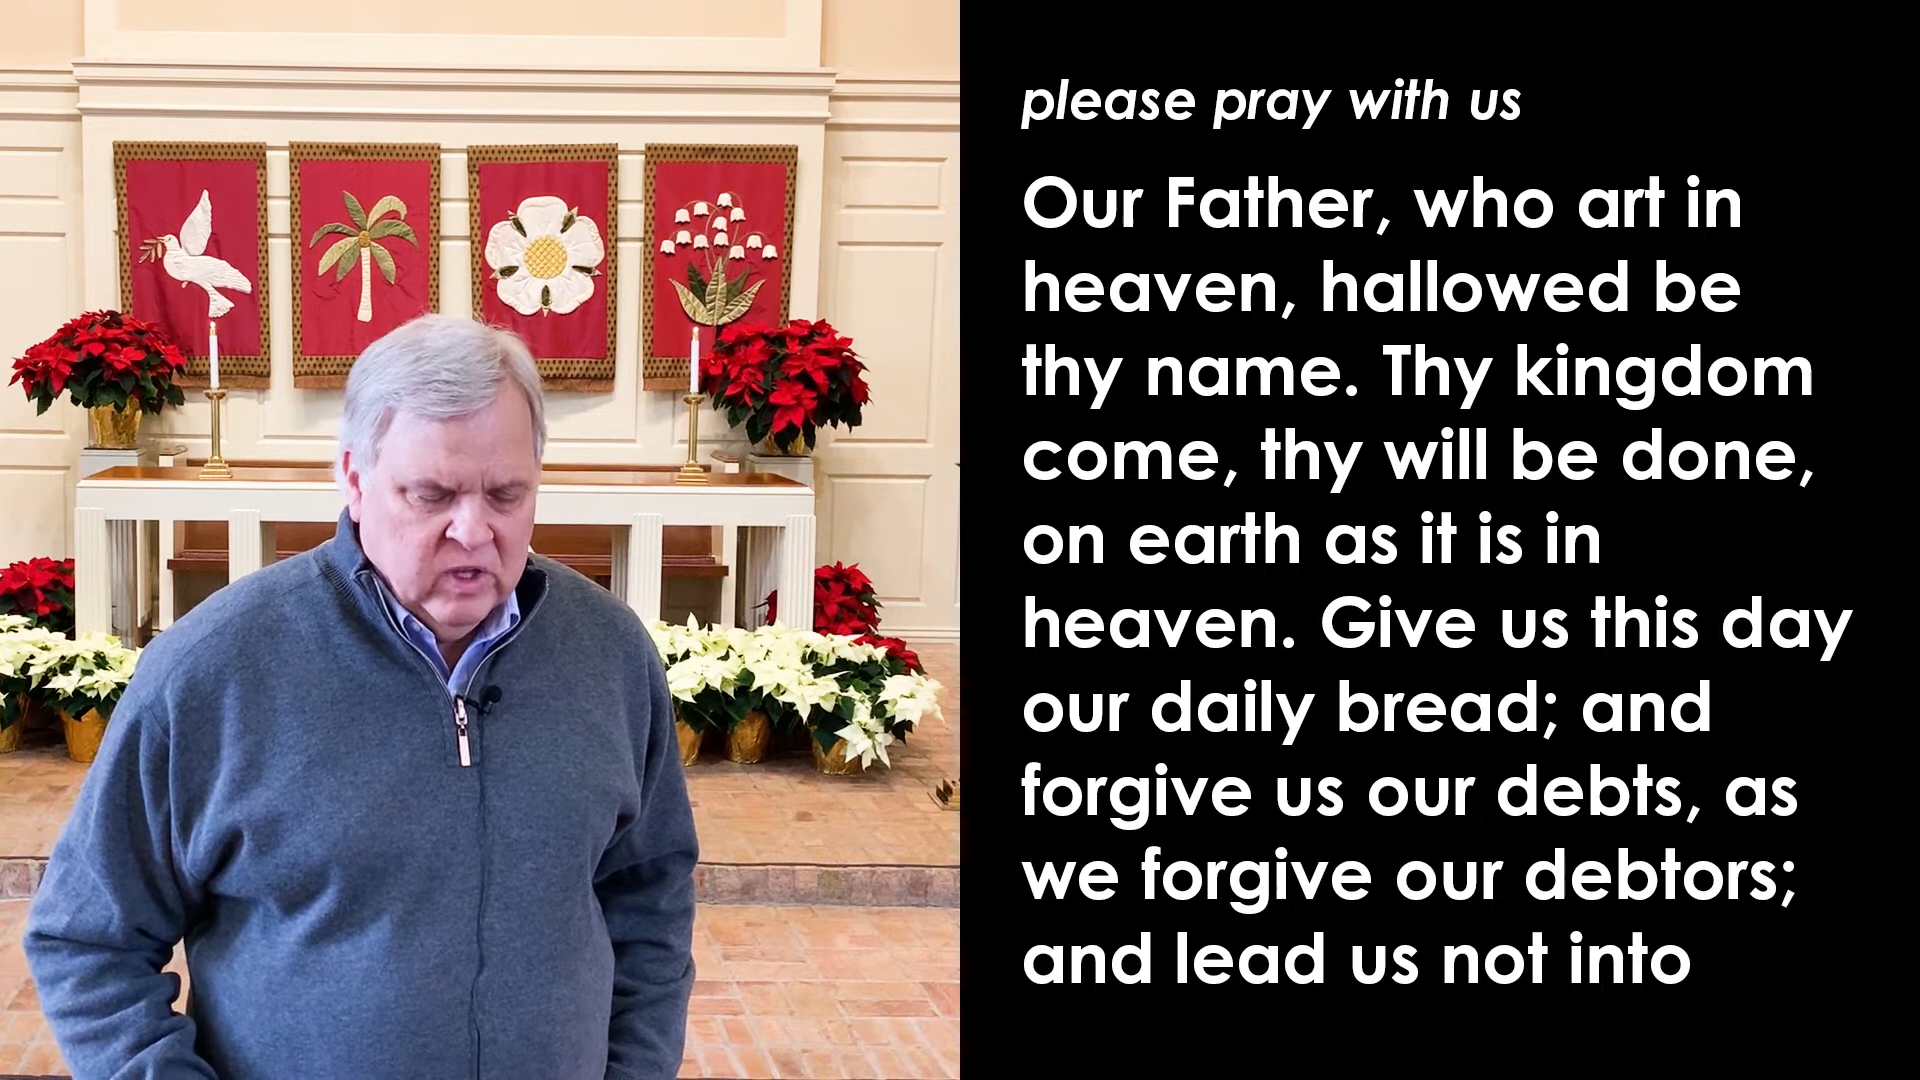 please pray with us
Our Father, who art in
heaven, hallowed be
thy name. Thy kingdom
come, thy will be done,
on earth as it is in
heaven. Give us this day
our daily bread; and
forgive us our debts, as
we forgive our debtors;
and lead us not into